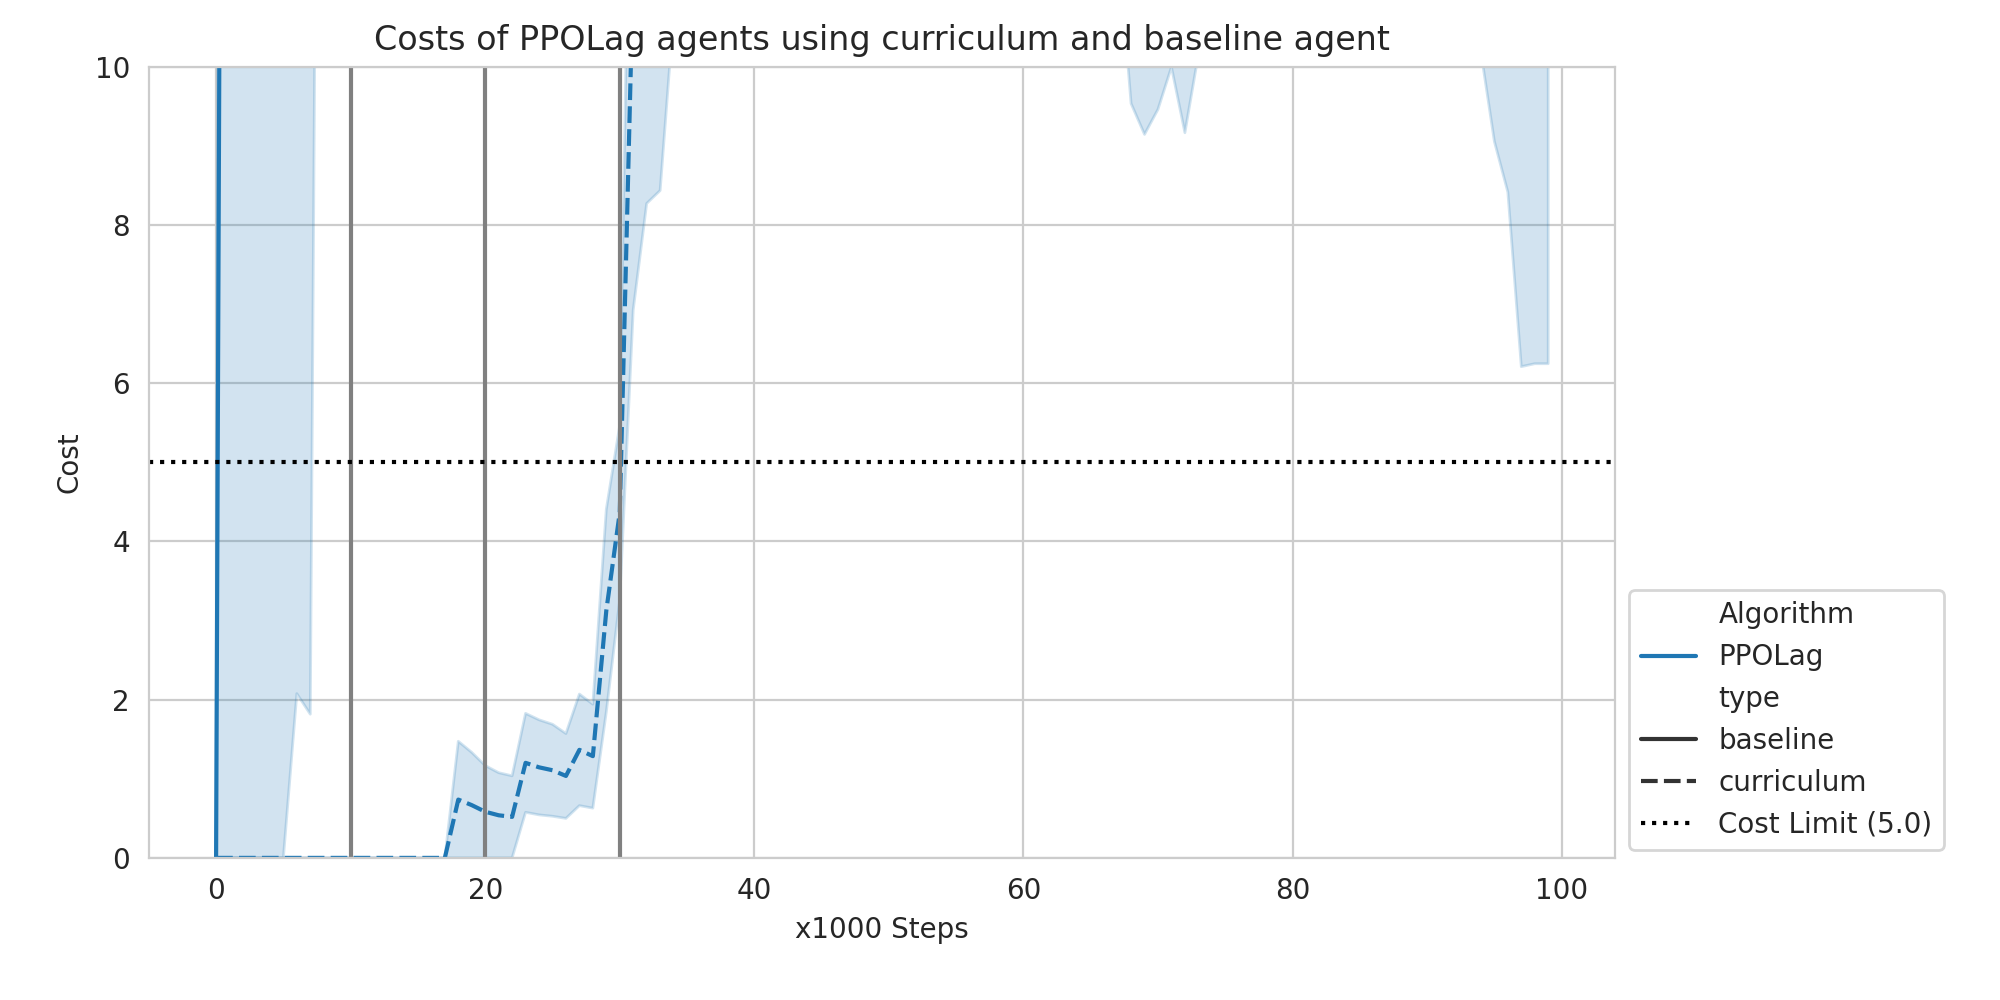 Costs of PPOLag agents using curriculum and baseline agent
10
8
6
4
2
0
Cost
0 20 40 60 80 100
x1000 Steps
Algorithm
PPOLag
type
baseline
curriculum
Cost Limit (5.0)